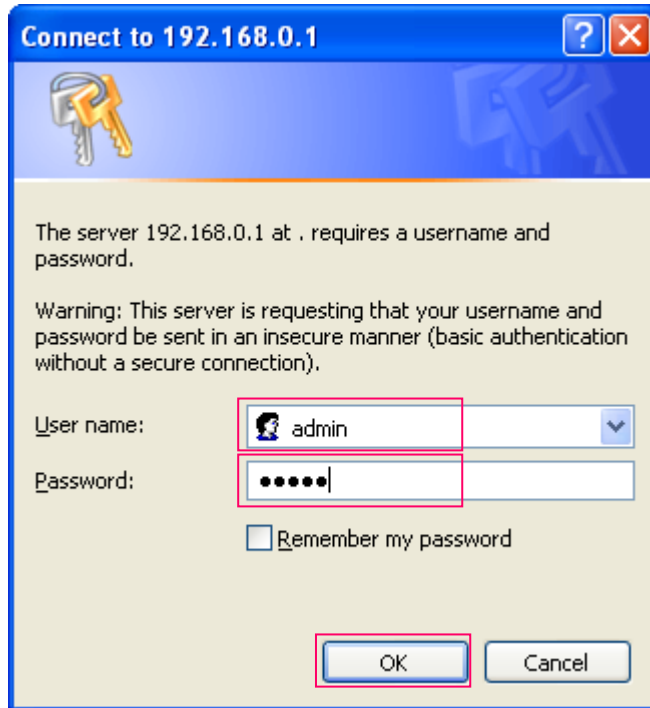 Connect to 192.168.0.1
?
The server 192.168.0.1 at . requires a username and
password.
Warning: This server is requesting that your username and
password be sent in an insecure manner (basic authentication
without a secure connection).
User name:
admin
Password:
●●●●●
Remember my password
OK
Cancel